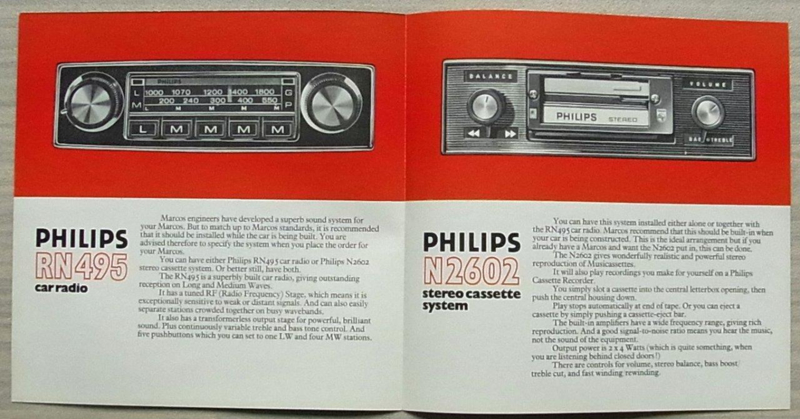 PHILIPS
L 1000 1070 1200 1400 1800 G
M 200 240 300 400 550 P
L M M M M
L M M M M
BALANCE
VOLUME
PHILIPS STEREO
BAS TREBLE
PHILIPS
RN495
car radio
Marcos engineers have developed a superb sound system for
your Marcos. But to match up to Marcos standards, it is recommended
that it should be installed while the car is being built. You are
advised therefore to specify the system when you place the order for
your Marcos.
You can have either Philips RN495 car radio or Philips N2602
stereo cassette system. Or better still, have both.
The RN495 is a superbly built car radio, giving outstanding
reception on Long and Medium Waves.
It has a tuned RF (Radio Frequency) Stage, which means it is
exceptionally sensitive to weak or distant signals. And can also easily
separate stations crowded together on busy wavebands.
It also has a transformerless output stage for powerful, brilliant
sound. Plus continuously variable treble and bass tone control. And
five pushbuttons which you can set to one LW and four MW stations.
PHILIPS
N2602
stereo cassette
system
You can have this system installed either alone or together with
the RN495 car radio. Marcos recommend that this should be built-in when
your car is being constructed. This is the ideal arrangement but if you
already have a Marcos and want the N2602 put in, this can be done.
The N2602 gives wonderfully realistic and powerful stereo
reproduction of Musicassettes.
It will also play recordings you make for yourself on a Philips
Cassette Recorder.
You simply slot a cassette into the central letterbox opening, then
push the central housing down.
Play stops automatically at end of tape. Or you can eject a
cassette by simply pushing a cassette-eject bar.
The built-in amplifiers have a wide frequency range, giving rich
reproduction. And a good signal-to-noise ratio means you hear the music,
not the sound of the equipment.
Output power is 2 x 4 Watts (which is quite something, when
you are listening behind closed doors!)
There are controls for volume, stereo balance, bass boost/
treble cut, and fast winding/rewinding.